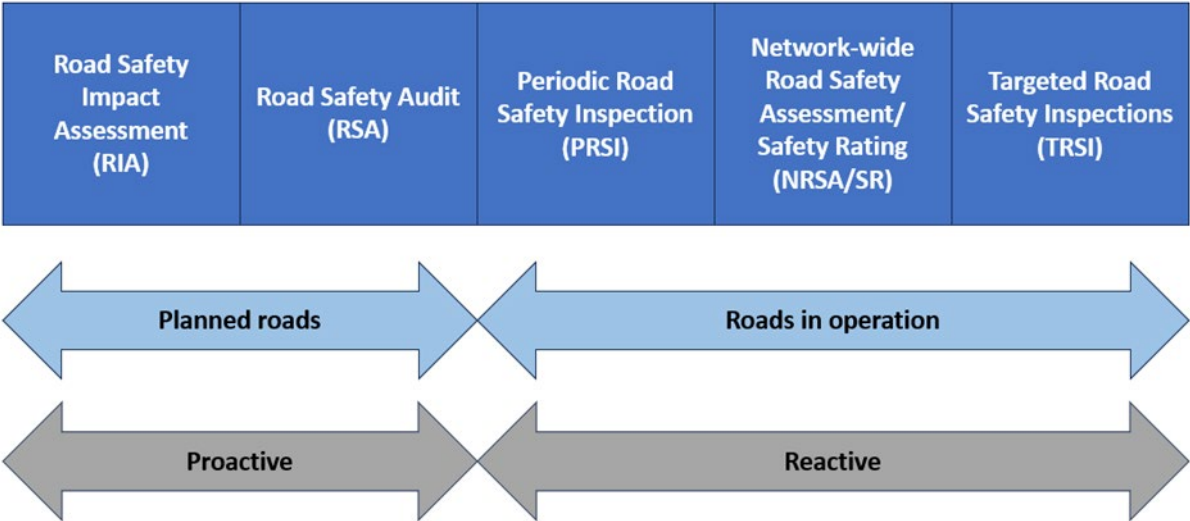 Road Safety
Impact
Assessment
(RIA)
Road Safety Audit
(RSA)
Periodic Road
Safety Inspection
(PRSI)
Network-wide
Road Safety
Assessment/
Safety Rating
(NRSA/SR)
Targeted Road
Safety Inspections
(TRSI)
Planned roads
Roads in operation
Proactive
Reactive